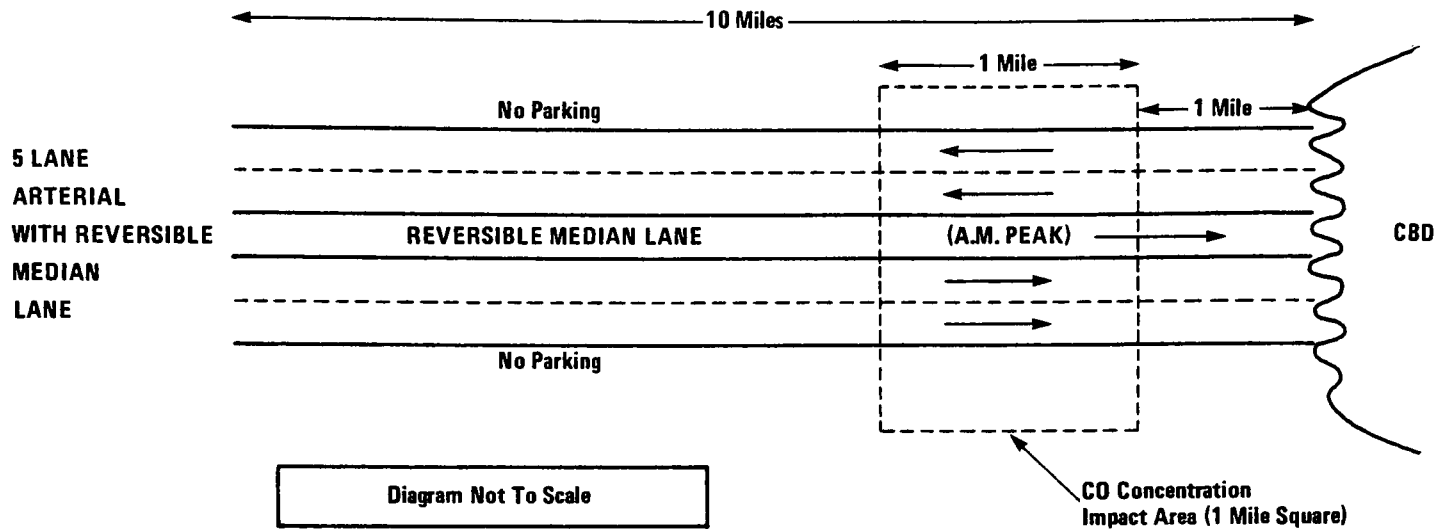 10 Miles
1 Mile
No Parking
1 Mile
5 LANE
ARTERIAL
WITH REVERSIBLE
MEDIAN
LANE
REVERSIBLE MEDIAN LANE
(A.M. PEAK)
CBD
No Parking
Diagram Not To Scale
CO Concentration
Impact Area (1 Mile Square)